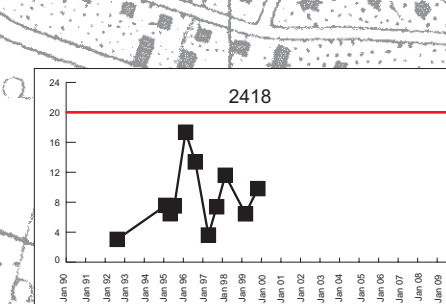 2418
24
20
16
12
8
4
0
Jan 90
Jan 91
Jan 92
Jan 93
Jan 94
Jan 95
Jan 96
Jan 97
Jan 98
Jan 99
Jan 00
Jan 01
Jan 02
Jan 03
Jan 04
Jan 05
Jan 06
Jan 07
Jan 08
Jan 09